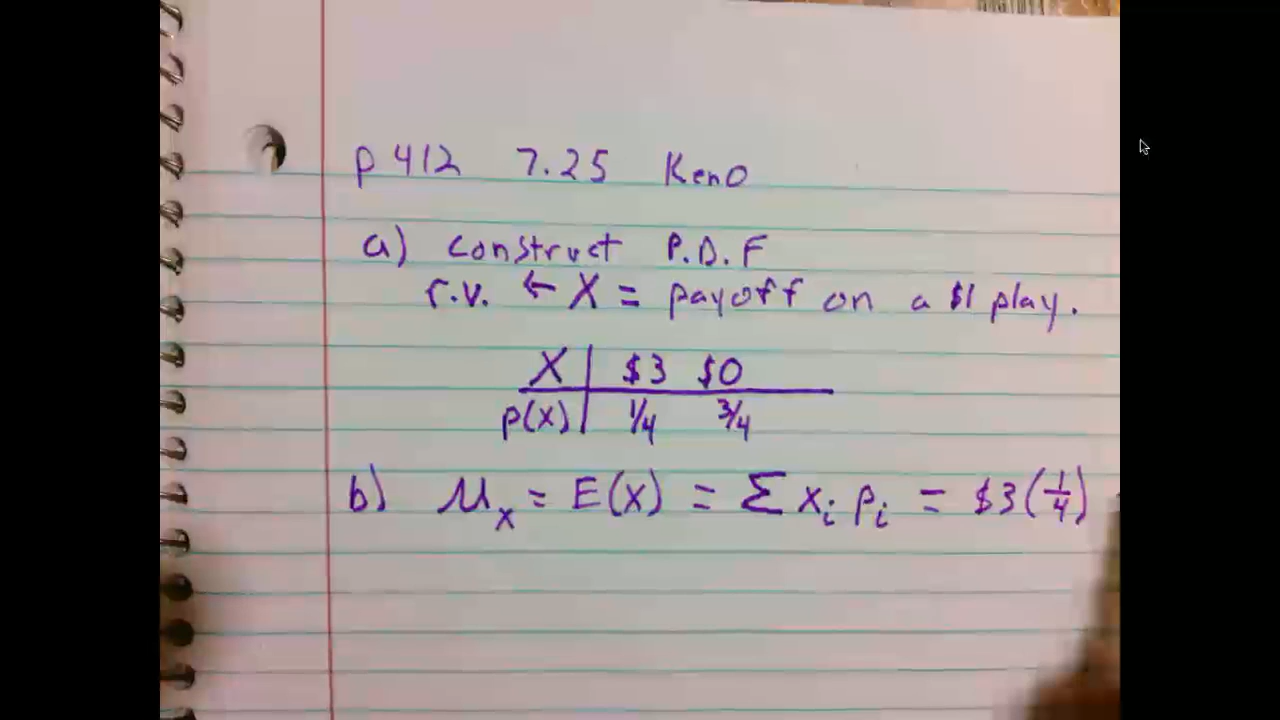 p 412 7.25 Keno
a) construct P.D.F
r.v. ← X = payoff on a $1 play.
X | $3 $0
p(x) | 1/4 3/4
b) μₓ = E(x) = Σ xᵢ pᵢ = $3(1/4)